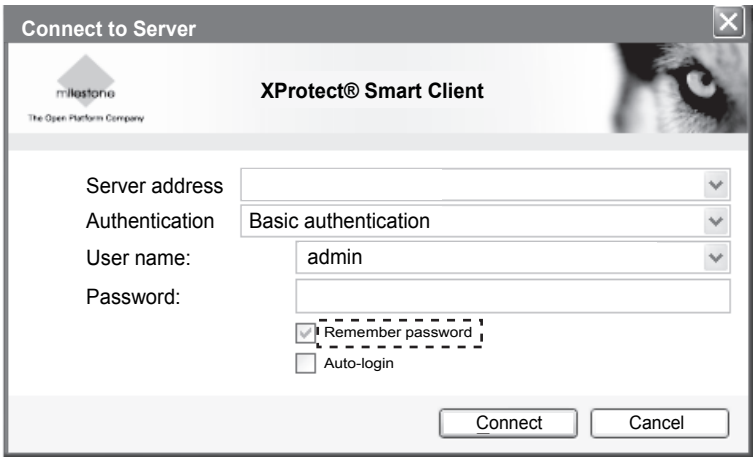 Connect to Server
milestone
The Open Platform Company
XProtect® Smart Client
Server address
Authentication Basic authentication
User name: admin
Password:
Remember password
Auto-login
Connect Cancel